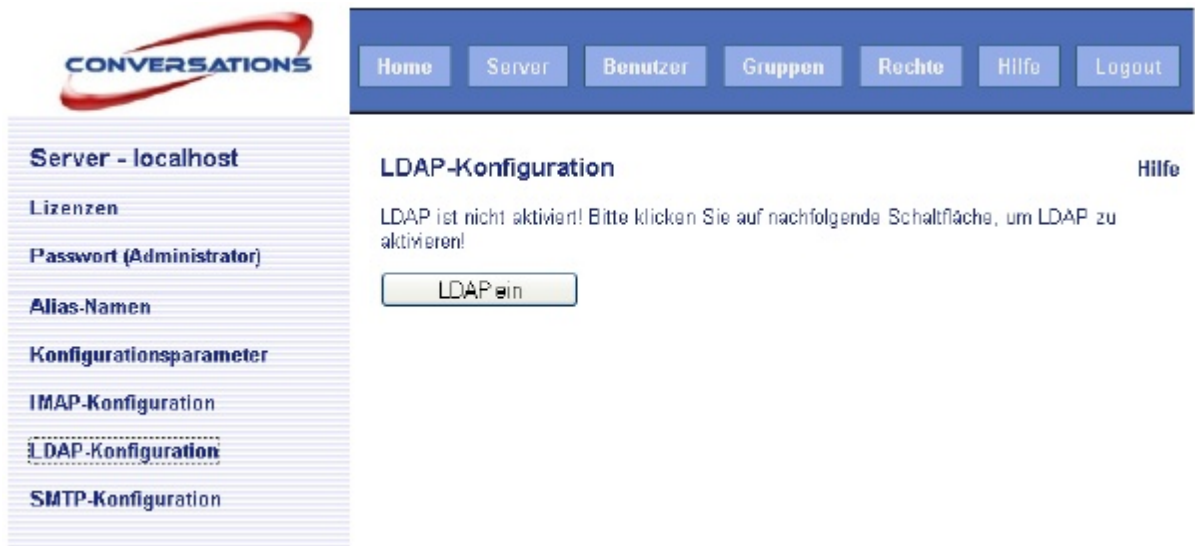 CONVERSATIONS
Home Server Benutzer Gruppen Rechte Hilfe Logout
Server - localhost
Lizenzen
Passwort (Administrator)
Alias-Namen
Konfigurationsparameter
IMAP-Konfiguration
LDAP-Konfiguration
SMTP-Konfiguration
LDAP-Konfiguration
Hilfe
LDAP ist nicht aktiviert! Bitte klicken Sie auf nachfolgende Schaltfläche, um LDAP zu
aktivieren!
LDAP ein